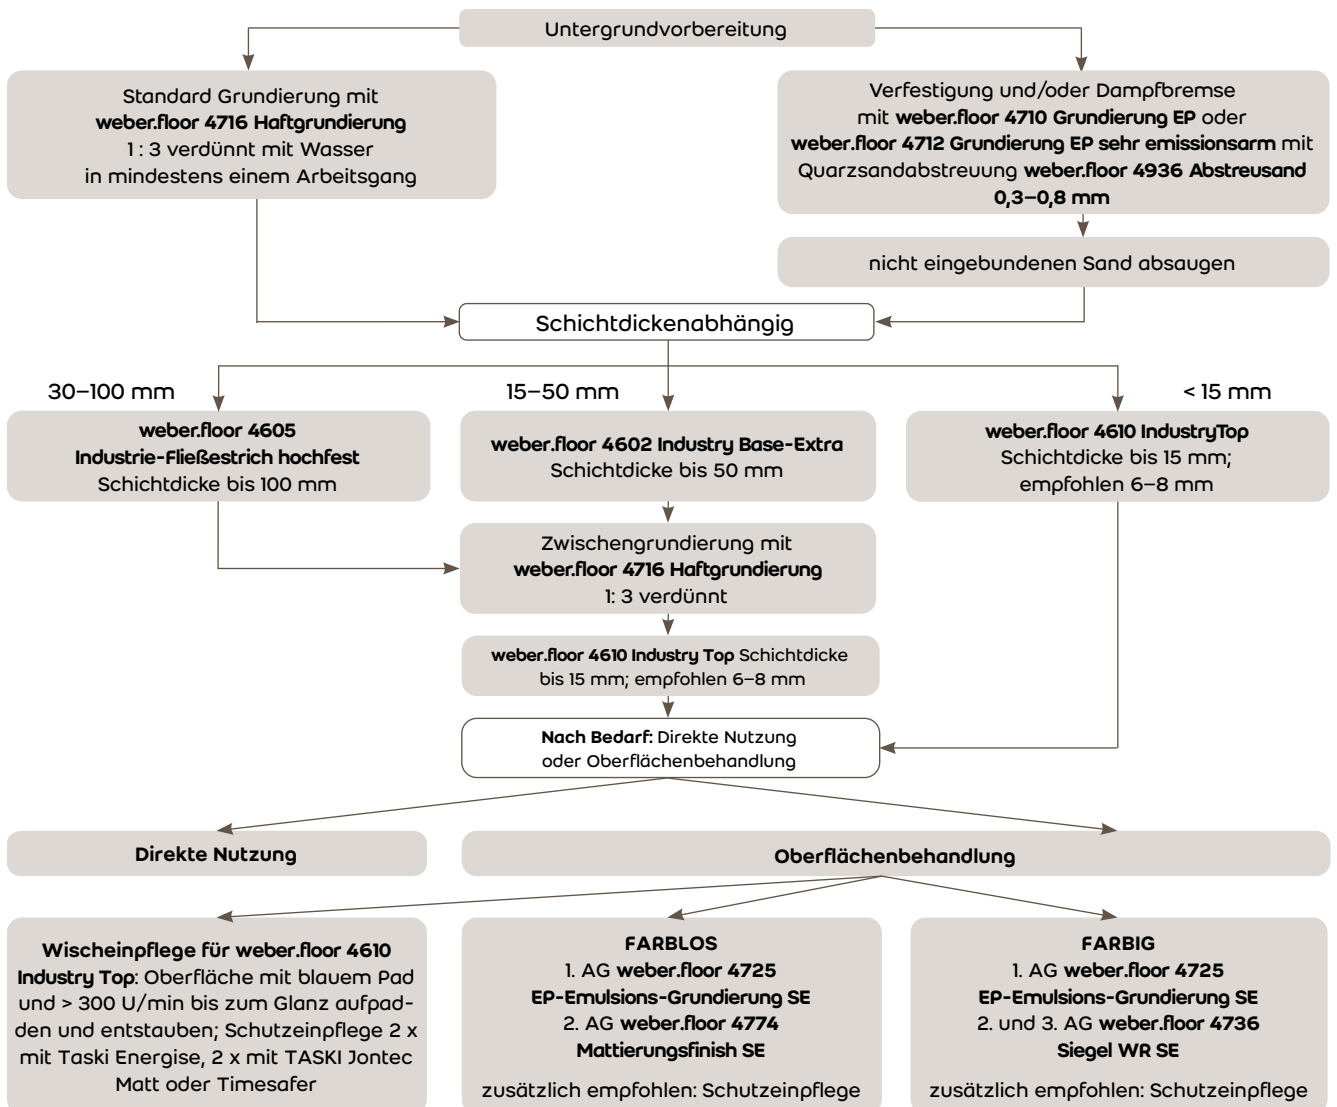 Untergrundvorbereitung
Standard Grundierung mit
weber.floor 4716 Haftgrundierung
1 : 3 verdünnt mit Wasser
in mindestens einem Arbeitsgang
Verfestigung und/oder Dampfbremse
mit weber.floor 4710 Grundierung EP oder
weber.floor 4712 Grundierung EP sehr emissionsarm mit
Quarzsandabstreuung weber.floor 4936 Abstreusand
0,3–0,8 mm
nicht eingebundenen Sand absaugen
Schichtdickenabhängig
30–100 mm
weber.floor 4605
Industrie-Fließestrich hochfest
Schichtdicke bis 100 mm
15–50 mm
weber.floor 4602 Industry Base-Extra
Schichtdicke bis 50 mm
< 15 mm
weber.floor 4610 IndustryTop
Schichtdicke bis 15 mm;
empfohlen 6–8 mm
Zwischengrundierung mit
weber.floor 4716 Haftgrundierung
1: 3 verdünnt
weber.floor 4610 Industry Top Schichtdicke
bis 15 mm; empfohlen 6–8 mm
Nach Bedarf: Direkte Nutzung
oder Oberflächenbehandlung
Direkte Nutzung
Oberflächenbehandlung
Wischeinpflege für weber.floor 4610
Industry Top: Oberfläche mit blauem Pad
und > 300 U/min bis zum Glanz aufpad-
den und entstauben; Schutzeinpflege 2 x
mit Taski Energise, 2 x mit TASKI Jontec
Matt oder Timesafer
FARBLOS
1. AG weber.floor 4725
EP-Emulsions-Grundierung SE
2. AG weber.floor 4774
Mattierungsfinish SE
zusätzlich empfohlen: Schutzeinpflege
FARBIG
1. AG weber.floor 4725
EP-Emulsions-Grundierung SE
2. und 3. AG weber.floor 4736
Siegel WR SE
zusätzlich empfohlen: Schutzeinpflege